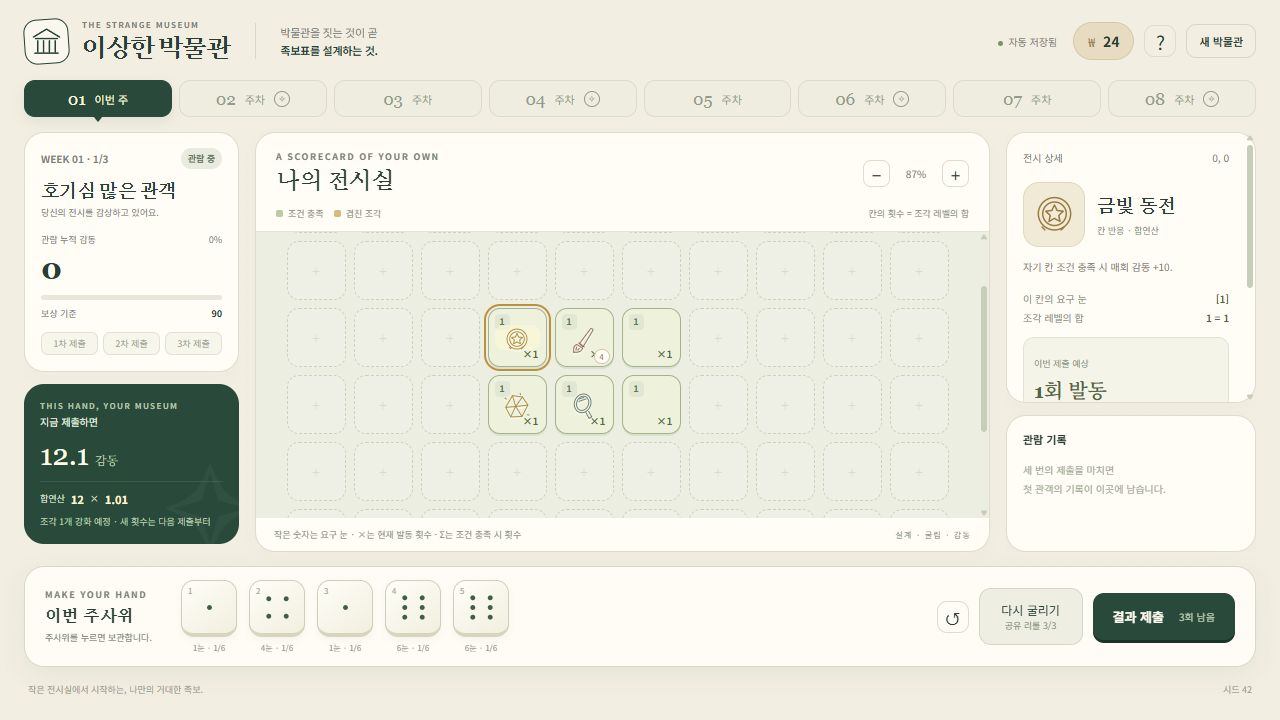 THE STRANGE MUSEUM
이상한 박물관
박물관을 짓는 것이 곧
족보표를 설계하는 것.
자동 저장됨
₩ 24
?
새 박물관
01 이번 주
02 주차
03 주차
04 주차
05 주차
06 주차
07 주차
08 주차
WEEK 01 · 1/3
관람 중
호기심 많은 관객
당신의 전시를 감상하고 있어요.
관람 누적 감동
0%
0
보상 기준
90
1차 제출
2차 제출
3차 제출
THIS HAND, YOUR MUSEUM
지금 제출하면
12.1 감동
합연산 12 × 1.01
조각 1개 강화 예정 · 새 횟수는 다음 제출부터
A SCORECARD OF YOUR OWN
나의 전시실
− 87% +
조건 충족
겹친 조각
칸의 횟수 = 조각 레벨의 합
1 ×1
1 4
1 ×1
1 ×1
1 ×1
1 ×1
작은 숫자는 요구 눈 · ×는 현재 발동 횟수 · Σ는 조건 충족 시 횟수
설계 · 굴림 · 감동
전시 상세
0, 0
금빛 동전
칸 반응 · 합연산
자기 칸 조건 충족 시 매회 감동 +10.
이 칸의 요구 눈
[1]
조각 레벨의 합
1 = 1
이번 제출 예상
1회 발동
관람 기록
세 번의 제출을 마치면
첫 관객의 기록이 이곳에 남습니다.
MAKE YOUR HAND
이번 주사위
주사위를 누르면 보관합니다.
1
1눈 · 1/6
2
4눈 · 1/6
3
1눈 · 1/6
4
6눈 · 1/6
5
6눈 · 1/6
다시 굴리기
공유 리롤 3/3
결과 제출 3회 남음
작은 전시실에서 시작하는, 나만의 거대한 족보.
시드 42